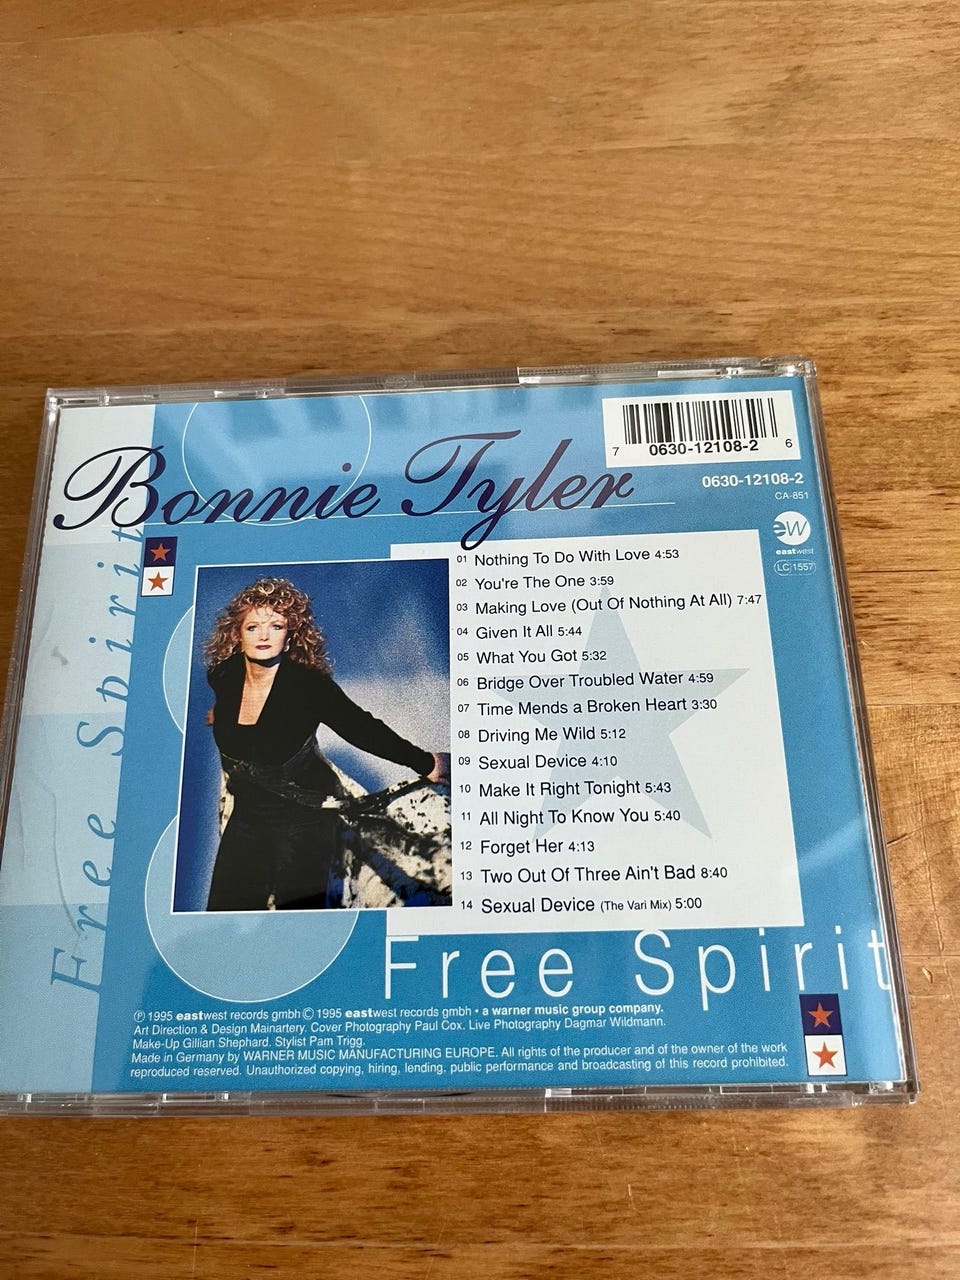 7 0630-12108-2 6
Bonnie Tyler
0630-12108-2
CA-851
ew
eastwest
LC 1557
Free Spirit
01 Nothing To Do With Love 4:53
02 You're The One 3:59
03 Making Love (Out Of Nothing At All) 7:47
04 Given It All 5:44
05 What You Got 5:32
06 Bridge Over Troubled Water 4:59
07 Time Mends a Broken Heart 3:30
08 Driving Me Wild 5:12
09 Sexual Device 4:10
10 Make It Right Tonight 5:43
11 All Night To Know You 5:40
12 Forget Her 4:13
13 Two Out Of Three Ain't Bad 8:40
14 Sexual Device (The Vari Mix) 5:00
Free Spirit
℗ 1995 eastwest records gmbh © 1995 eastwest records gmbh • a warner music group company.
Art Direction & Design Mainartery. Cover Photography Paul Cox. Live Photography Dagmar Wildmann.
Make-Up Gillian Shephard. Stylist Pam Trigg.
Made in Germany by WARNER MUSIC MANUFACTURING EUROPE. All rights of the producer and of the owner of the work
reproduced reserved. Unauthorized copying, hiring, lending, public performance and broadcasting of this record prohibited.